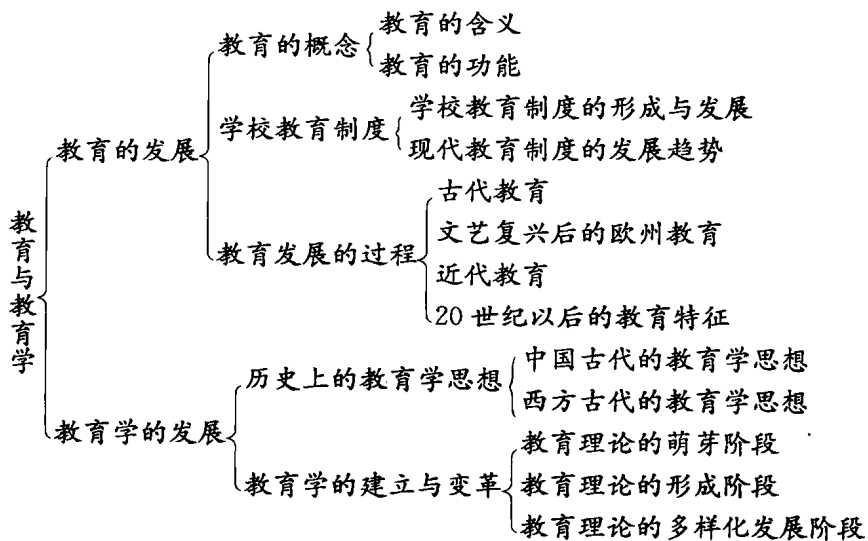 教育与教育学
教育的发展
教育的概念
教育的含义
教育的功能
学校教育制度
学校教育制度的形成与发展
现代教育制度的发展趋势
教育发展的过程
古代教育
文艺复兴后的欧州教育
近代教育
20世纪以后的教育特征
教育学的发展
历史上的教育学思想
中国古代的教育学思想
西方古代的教育学思想
教育学的建立与变革
教育理论的萌芽阶段
教育理论的形成阶段
教育理论的多样化发展阶段